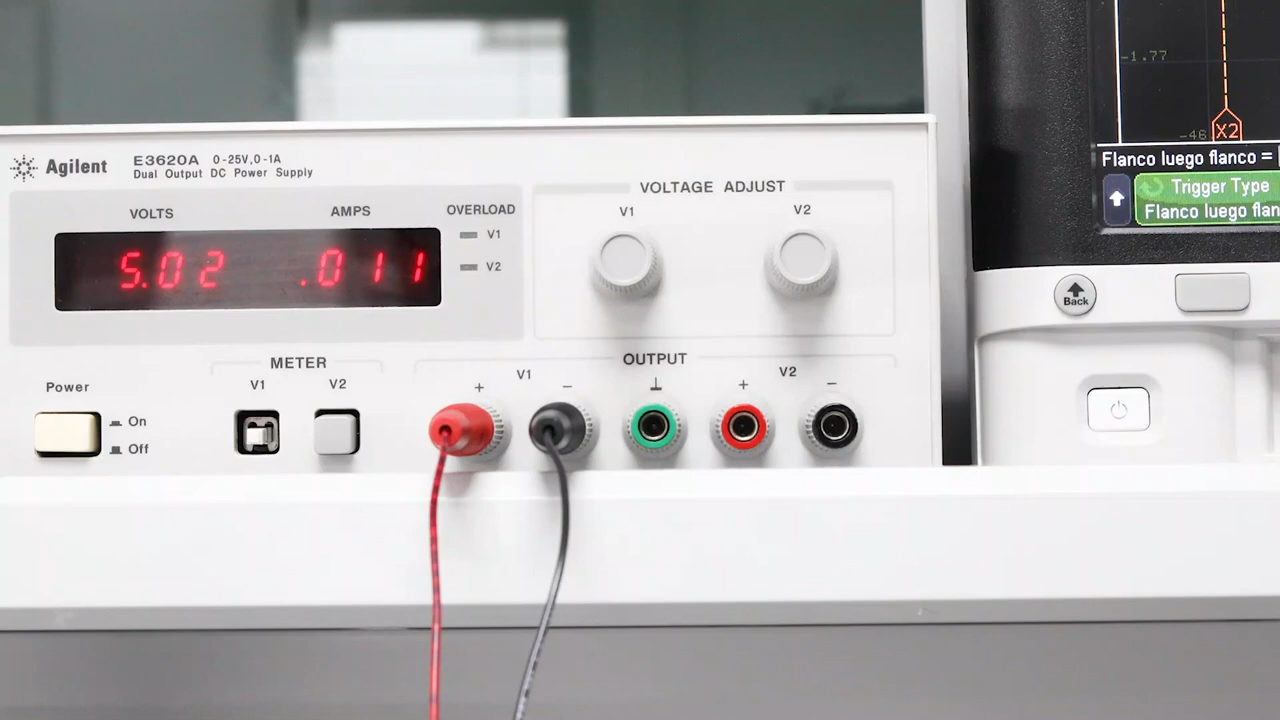 Agilent
E3620A 0-25V,0-1A
Dual Output DC Power Supply
VOLTS
AMPS
OVERLOAD
V1
V2
5.02 .011
VOLTAGE ADJUST
V1
V2
METER
V1
V2
Power
On
Off
OUTPUT
V1
V2
+
−
⊥
+
−
-1.77
-46
X2
Flanco luego flanco =
Trigger Type
Flanco luego flan
Back